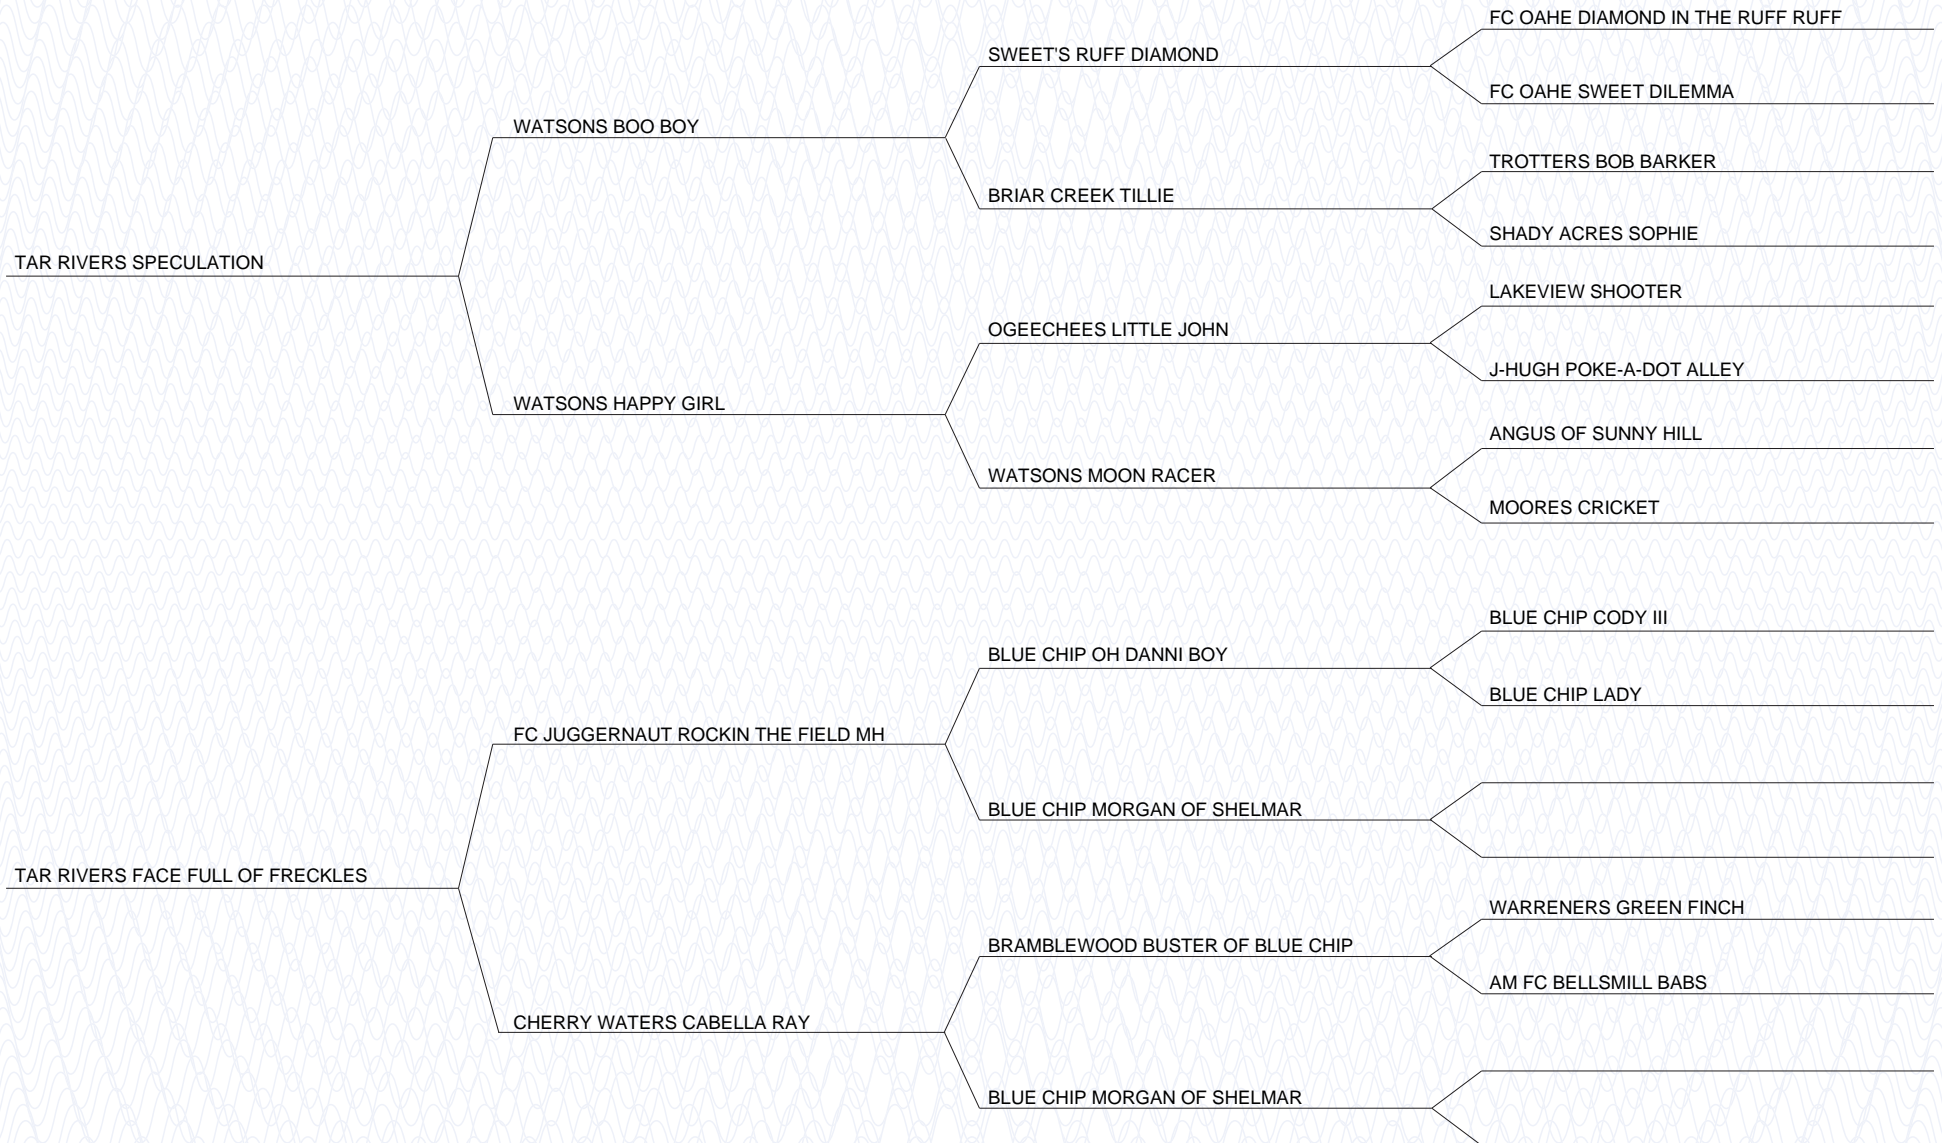 FC OAHE DIAMOND IN THE RUFF RUFF
SWEET'S RUFF DIAMOND
FC OAHE SWEET DILEMMA
WATSONS BOO BOY
TROTTERS BOB BARKER
BRIAR CREEK TILLIE
SHADY ACRES SOPHIE
TAR RIVERS SPECULATION
LAKEVIEW SHOOTER
OGEECHEES LITTLE JOHN
J-HUGH POKE-A-DOT ALLEY
WATSONS HAPPY GIRL
ANGUS OF SUNNY HILL
WATSONS MOON RACER
MOORES CRICKET
BLUE CHIP CODY III
BLUE CHIP OH DANNI BOY
BLUE CHIP LADY
FC JUGGERNAUT ROCKIN THE FIELD MH
BLUE CHIP MORGAN OF SHELMAR
TAR RIVERS FACE FULL OF FRECKLES
WARRENERS GREEN FINCH
BRAMBLEWOOD BUSTER OF BLUE CHIP
AM FC BELLSMILL BABS
CHERRY WATERS CABELLA RAY
BLUE CHIP MORGAN OF SHELMAR